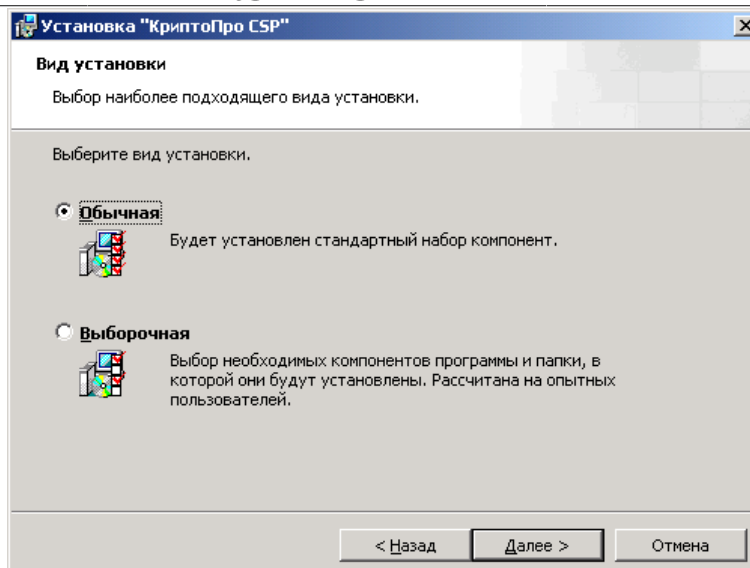 Установка "КриптоПро CSP"
Вид установки
Выбор наиболее подходящего вида установки.
Выберите вид установки.
Обычная
Будет установлен стандартный набор компонент.
Выборочная
Выбор необходимых компонентов программы и папки, в
которой они будут установлены. Рассчитана на опытных
пользователей.
< Назад Далее > Отмена